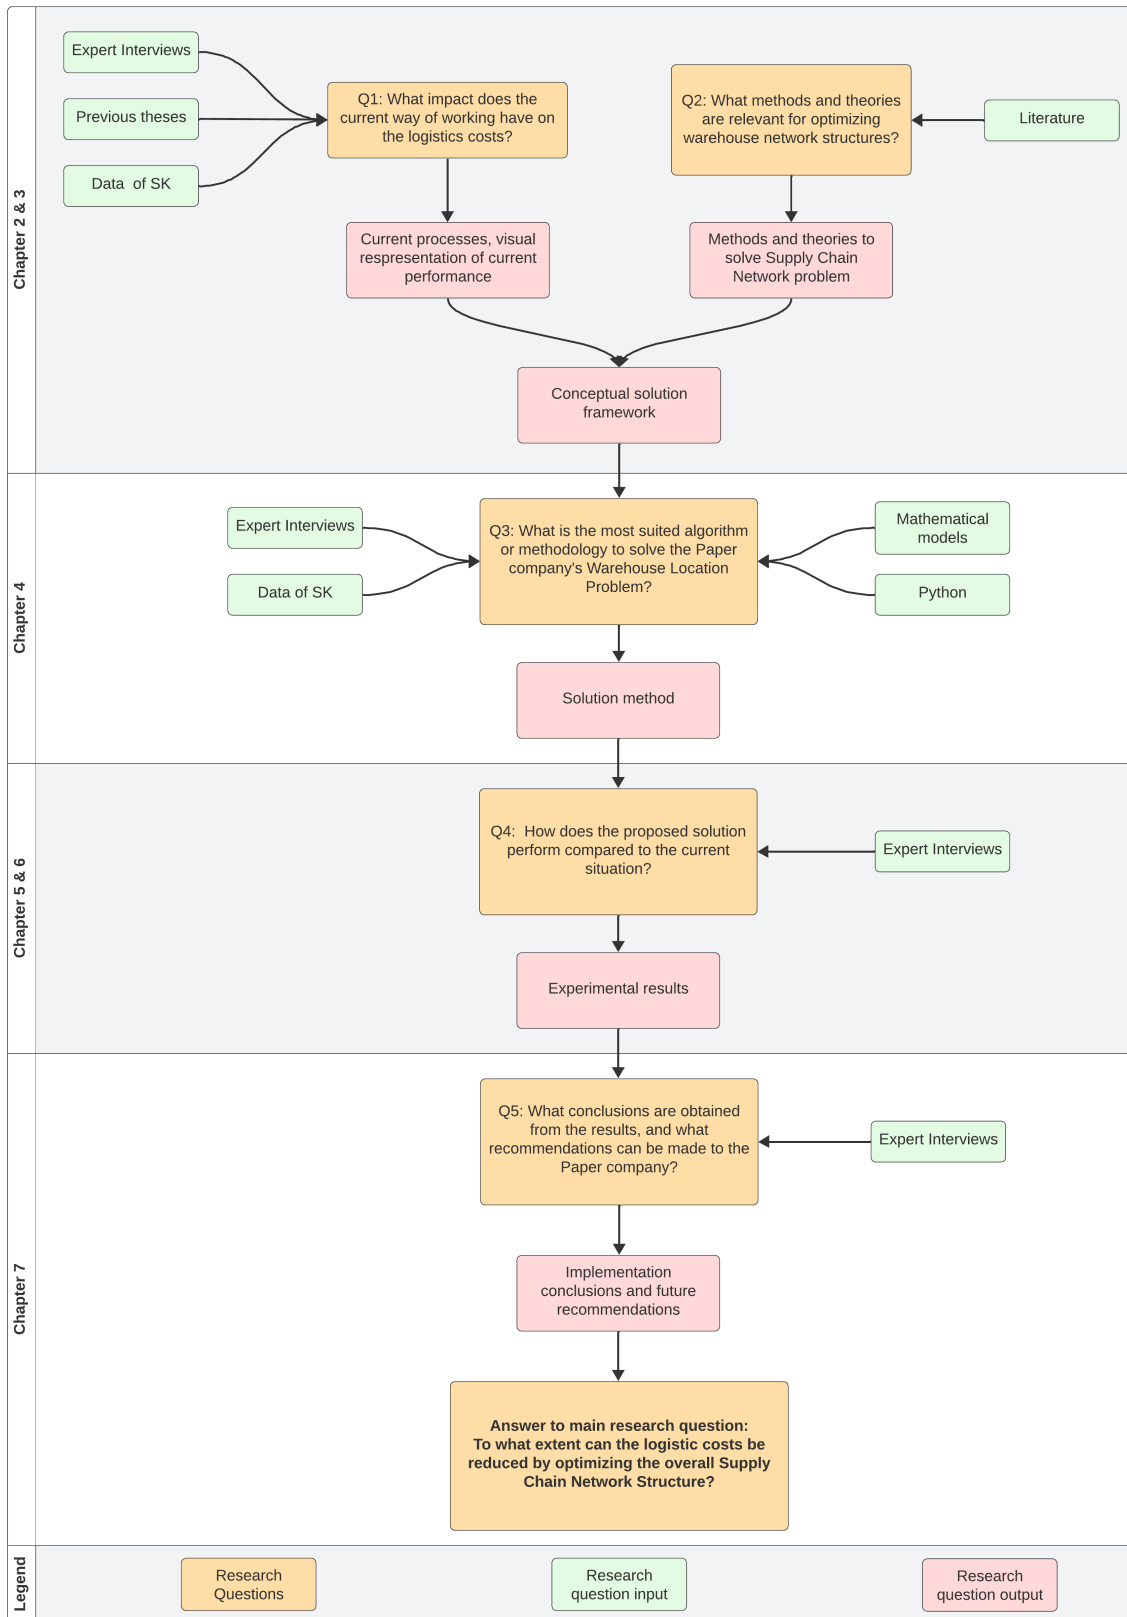 Chapter 2 & 3
Expert Interviews
Previous theses
Data  of SK
Q1: What impact does the
current way of working have on
the logistics costs?
Q2: What methods and theories
are relevant for optimizing
warehouse network structures?
Literature
Current processes, visual
respresentation of current
performance
Methods and theories to
solve Supply Chain
Network problem
Conceptual solution
framework
Chapter 4
Expert Interviews
Data of SK
Q3: What is the most suited algorithm
or methodology to solve the Paper
company's Warehouse Location
Problem?
Mathematical
models
Python
Solution method
Chapter 5 & 6
Q4:  How does the proposed solution
perform compared to the current
situation?
Expert Interviews
Experimental results
Chapter 7
Q5: What conclusions are obtained
from the results, and what
recommendations can be made to the
Paper company?
Expert Interviews
Implementation
conclusions and future
recommendations
Answer to main research question:
To what extent can the logistic costs be
reduced by optimizing the overall Supply
Chain Network Structure?
Legend
Research
Questions
Research
question input
Research
question output